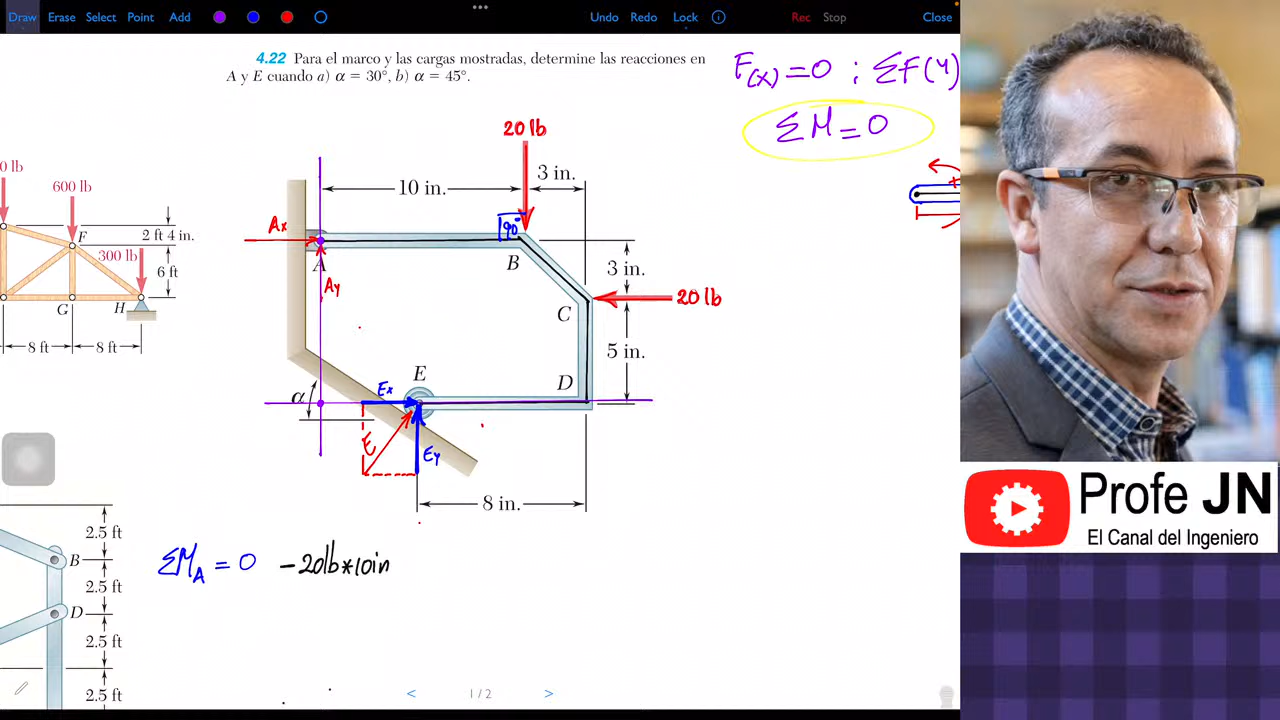 Draw Erase Select Point Add Undo Redo Lock Rec Stop Close
4.22 Para el marco y las cargas mostradas, determine las reacciones en
A y E cuando a) α = 30°, b) α = 45°.
F(x) = 0 ; ΣF(y)
ΣM = 0
20 lb
3 in.
10 in.
0 lb
600 lb
F
2 ft 4 in.
300 lb
6 ft
G
H
8 ft
8 ft
Ax
A
Ay
90°
B
3 in.
20 lb
C
5 in.
E
D
α
Ex
E
Ey
8 in.
2.5 ft
B
2.5 ft
D
2.5 ft
2.5 ft
ΣM_A = 0 -20lb*10in
< 1/2 >
Profe JN
El Canal del Ingeniero